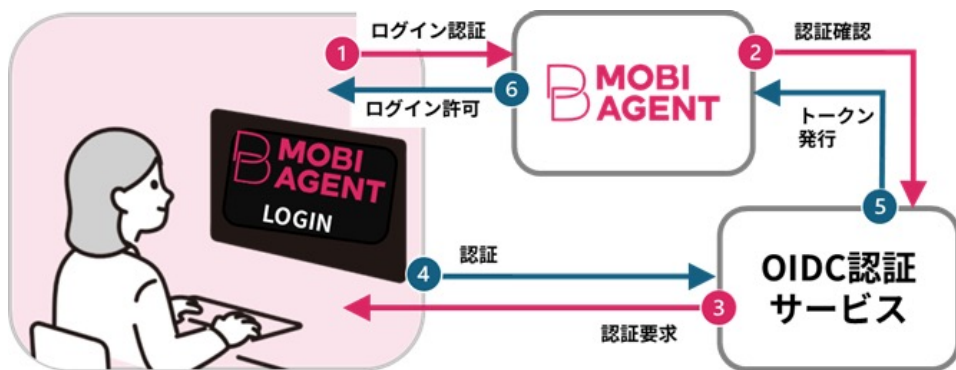 ログイン認証
1
6
ログイン許可
MOBI
AGENT
2
認証確認
トークン
発行
5
MOBI
AGENT
LOGIN
4
認証
3
認証要求
OIDC認証
サービス